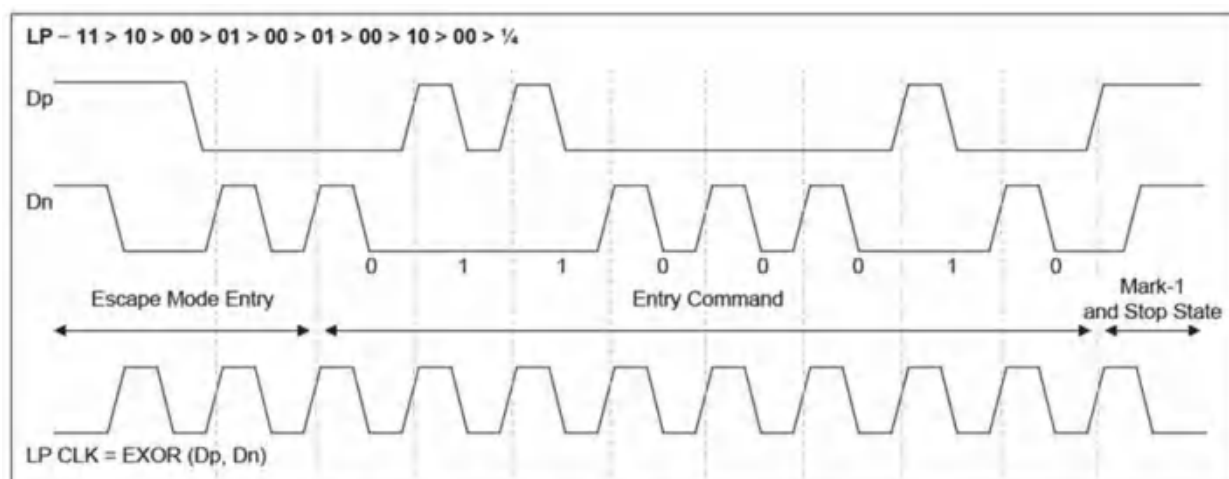 LP – 11 > 10 > 00 > 01 > 00 > 01 > 00 > 10 > 00 > ¼
Dp
Dn
0 1 1 0 0 0 1 0
Escape Mode Entry
Entry Command
Mark-1
and Stop State
LP CLK = EXOR (Dp, Dn)